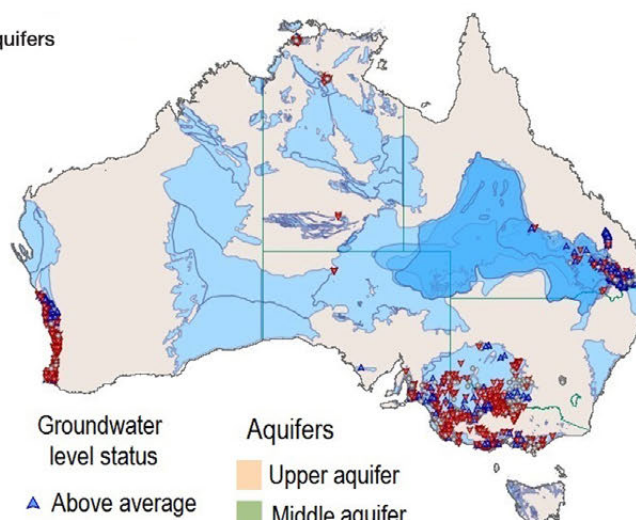 quifers
Groundwater
level status
Above average
Aquifers
Upper aquifer
Middle aquifer